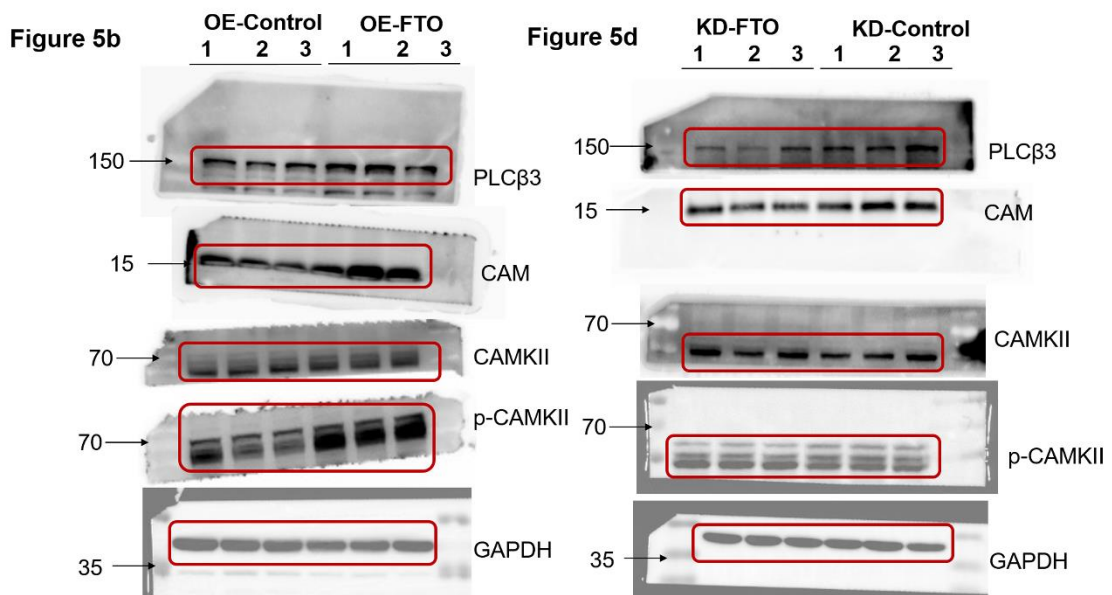 Figure 5b
OE-Control OE-FTO
1 2 3 1 2 3
150
PLCβ3
15
CAM
70
CAMKII
p-CAMKII
70
GAPDH
35
Figure 5d
KD-FTO KD-Control
1 2 3 1 2 3
150
PLCβ3
15
CAM
70
CAMKII
70
p-CAMKII
35
GAPDH